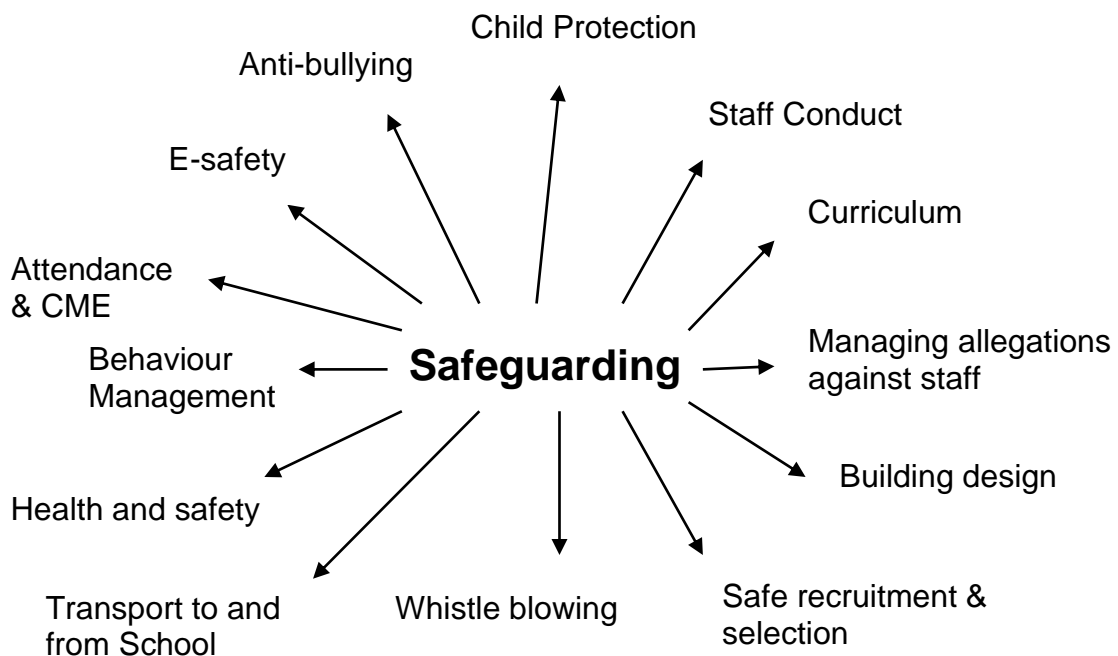 Child Protection
Anti-bullying
Staff Conduct
E-safety
Curriculum
Attendance
& CME
Managing allegations
against staff
Behaviour
Management
Safeguarding
Building design
Health and safety
Transport to and
from School
Whistle blowing
Safe recruitment &
selection